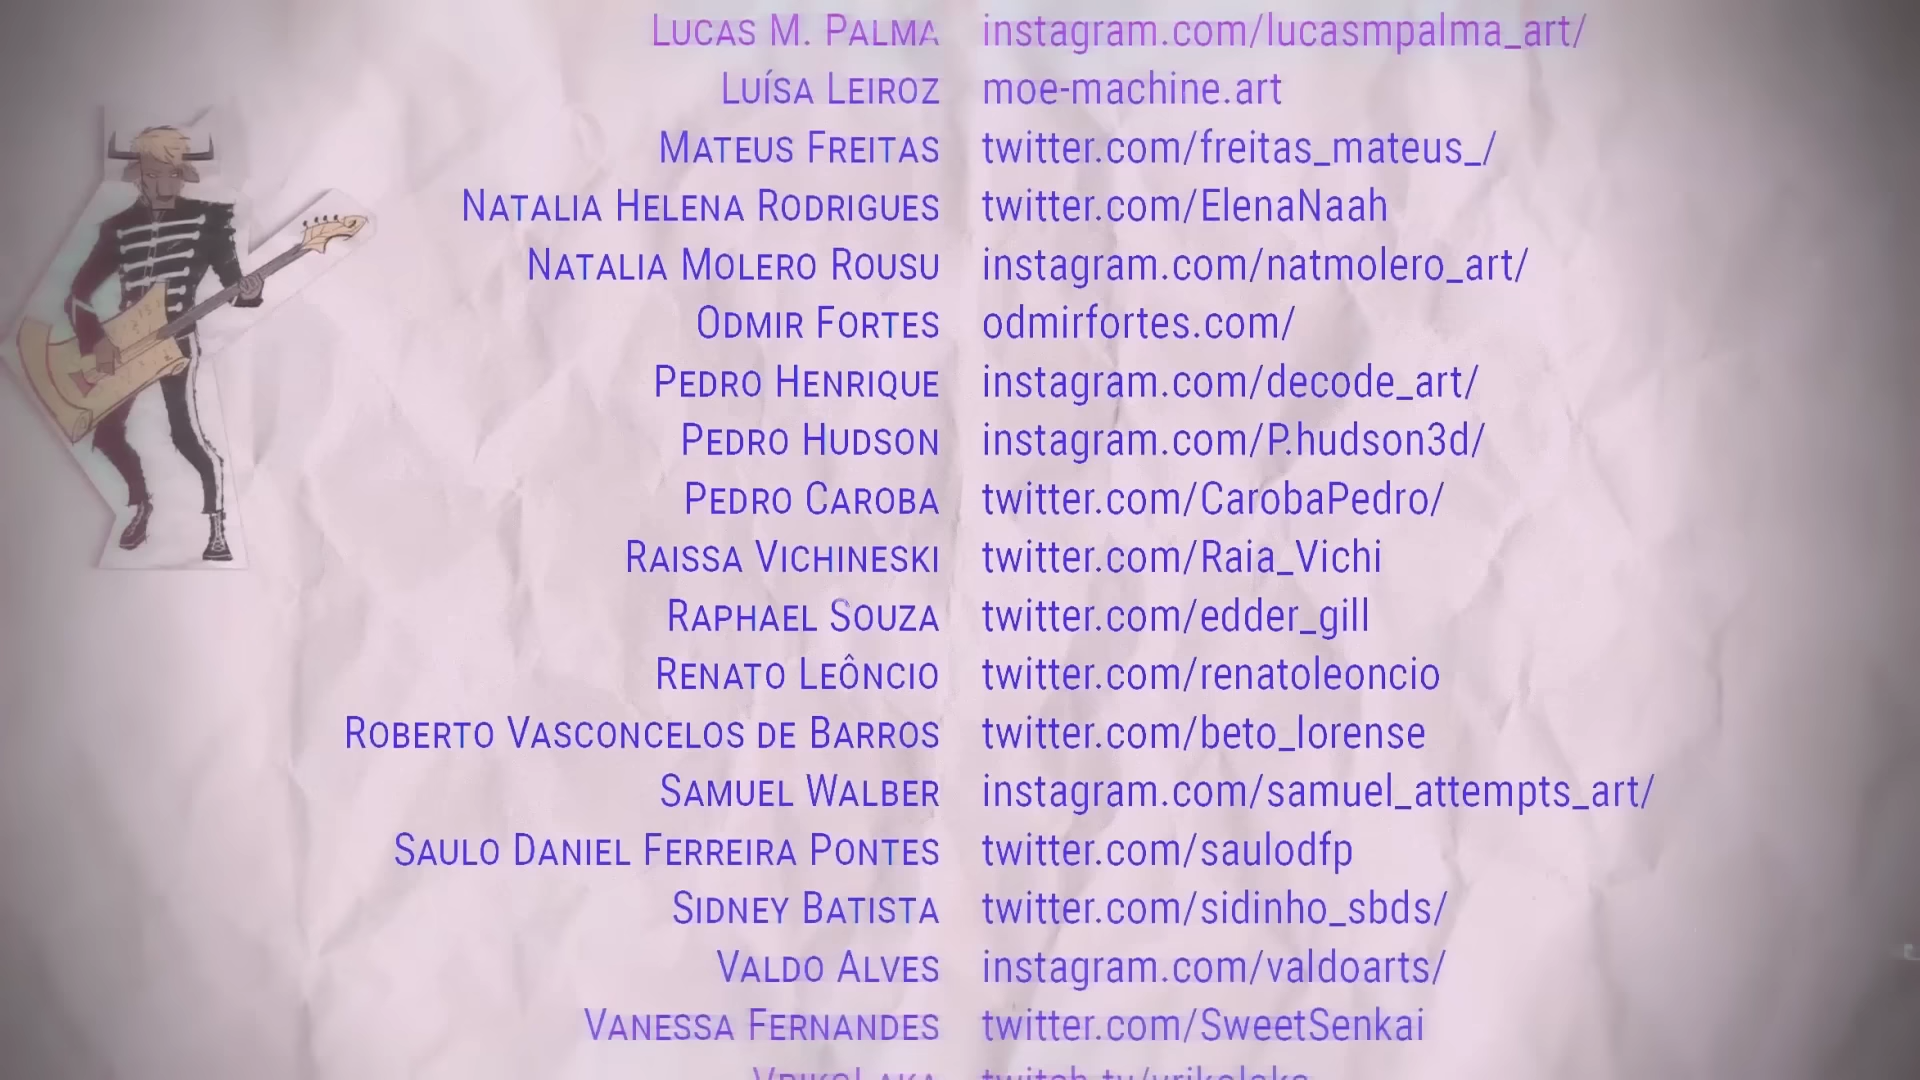 LUCAS M. PALMA instagram.com/lucasmpalma_art/
LUÍSA LEIROZ moe-machine.art
MATEUS FREITAS twitter.com/freitas_mateus_/
NATALIA HELENA RODRIGUES twitter.com/ElenaNaah
NATALIA MOLERO ROUSU instagram.com/natmolero_art/
ODMIR FORTES odmirfortes.com/
PEDRO HENRIQUE instagram.com/decode_art/
PEDRO HUDSON instagram.com/P.hudson3d/
PEDRO CAROBA twitter.com/CarobaPedro/
RAISSA VICHINESKI twitter.com/Raia_Vichi
RAPHAEL SOUZA twitter.com/edder_gill
RENATO LEÔNCIO twitter.com/renatoleoncio
ROBERTO VASCONCELOS DE BARROS twitter.com/beto_lorense
SAMUEL WALBER instagram.com/samuel_attempts_art/
SAULO DANIEL FERREIRA PONTES twitter.com/saulodfp
SIDNEY BATISTA twitter.com/sidinho_sbds/
VALDO ALVES instagram.com/valdoarts/
VANESSA FERNANDES twitter.com/SweetSenkai